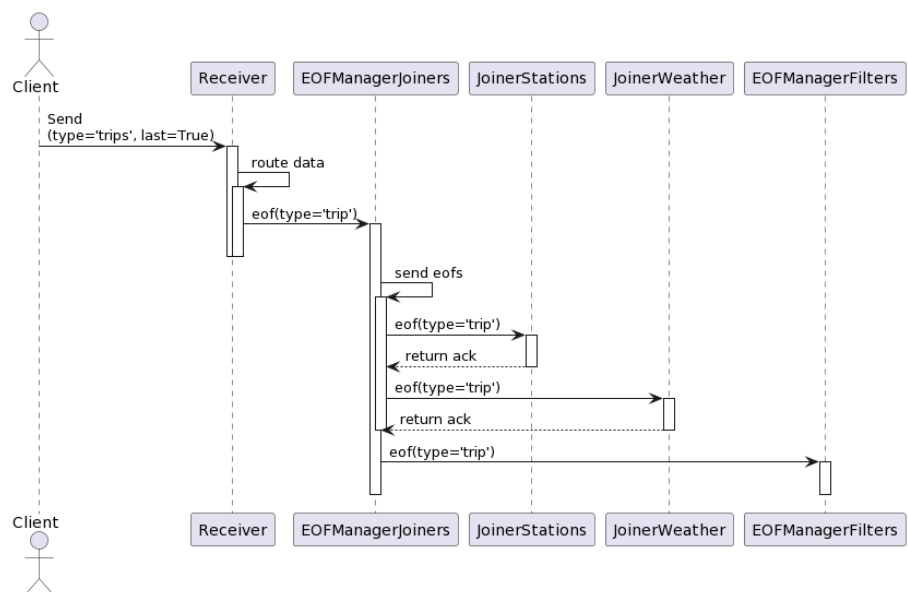 Client
Receiver
EOFManagerJoiners
JoinerStations
JoinerWeather
EOFManagerFilters
Send
(type='trips', last=True)
route data
eof(type='trip')
send eofs
eof(type='trip')
return ack
eof(type='trip')
return ack
eof(type='trip')
Client
Receiver
EOFManagerJoiners
JoinerStations
JoinerWeather
EOFManagerFilters